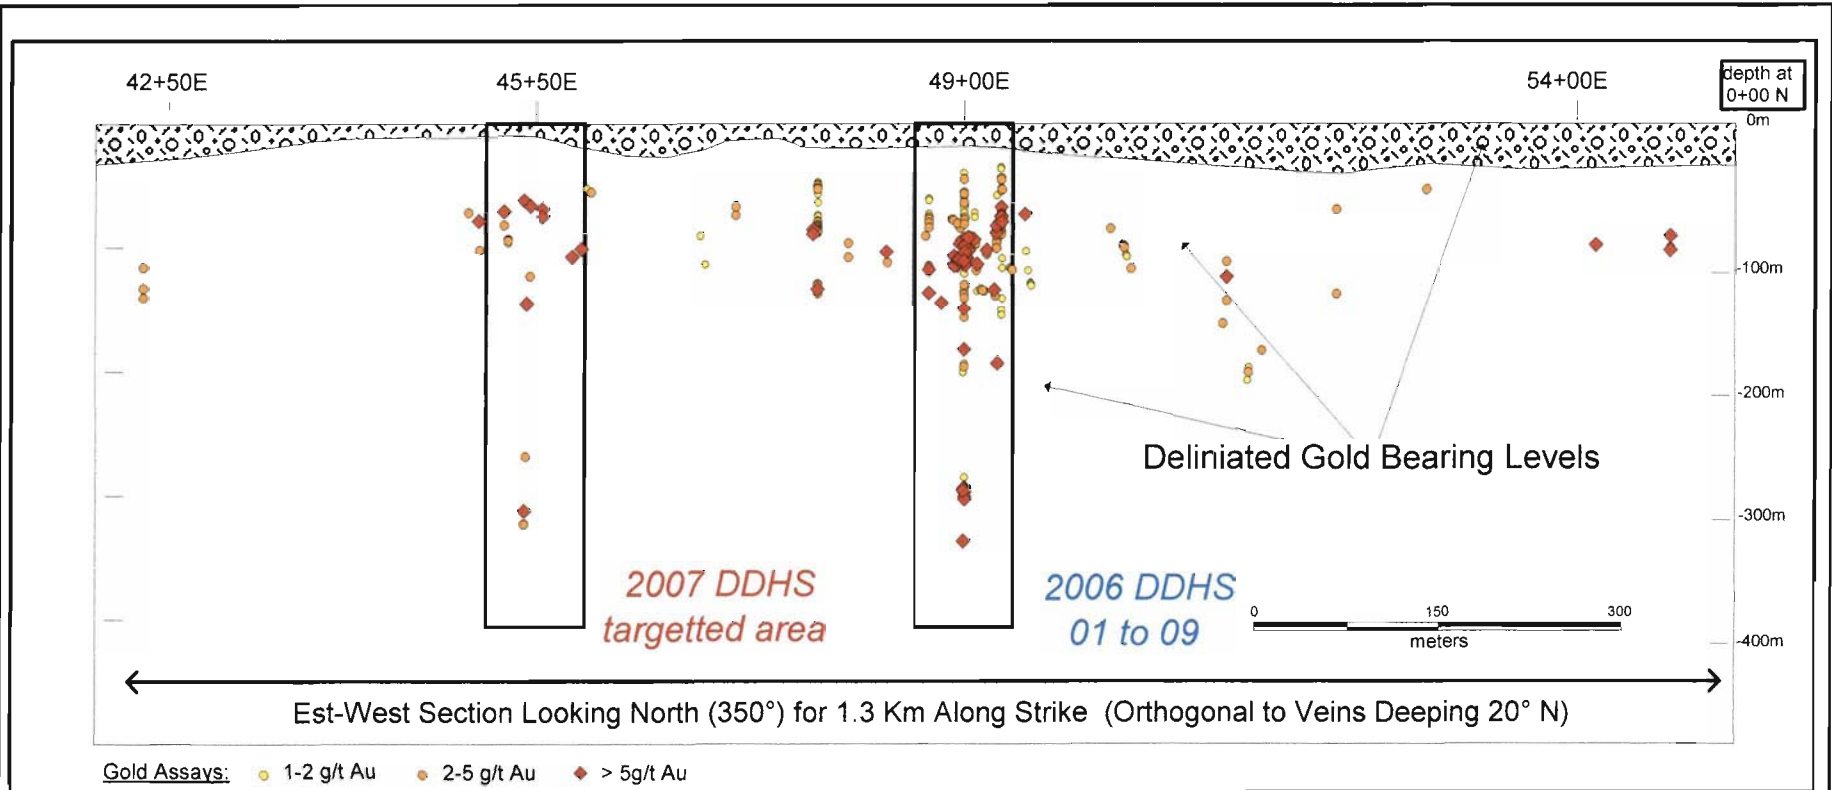 42+50E
45+50E
49+00E
54+00E
depth at
0+00 N
0m
-100m
-200m
Deliniated Gold Bearing Levels
-300m
2007 DDHS
targetted area
2006 DDHS
01 to 09
0 150 300
meters
-400m
Est-West Section Looking North (350°) for 1.3 Km Along Strike (Orthogonal to Veins Deeping 20° N)
Gold Assays: 1-2 g/t Au 2-5 g/t Au > 5g/t Au